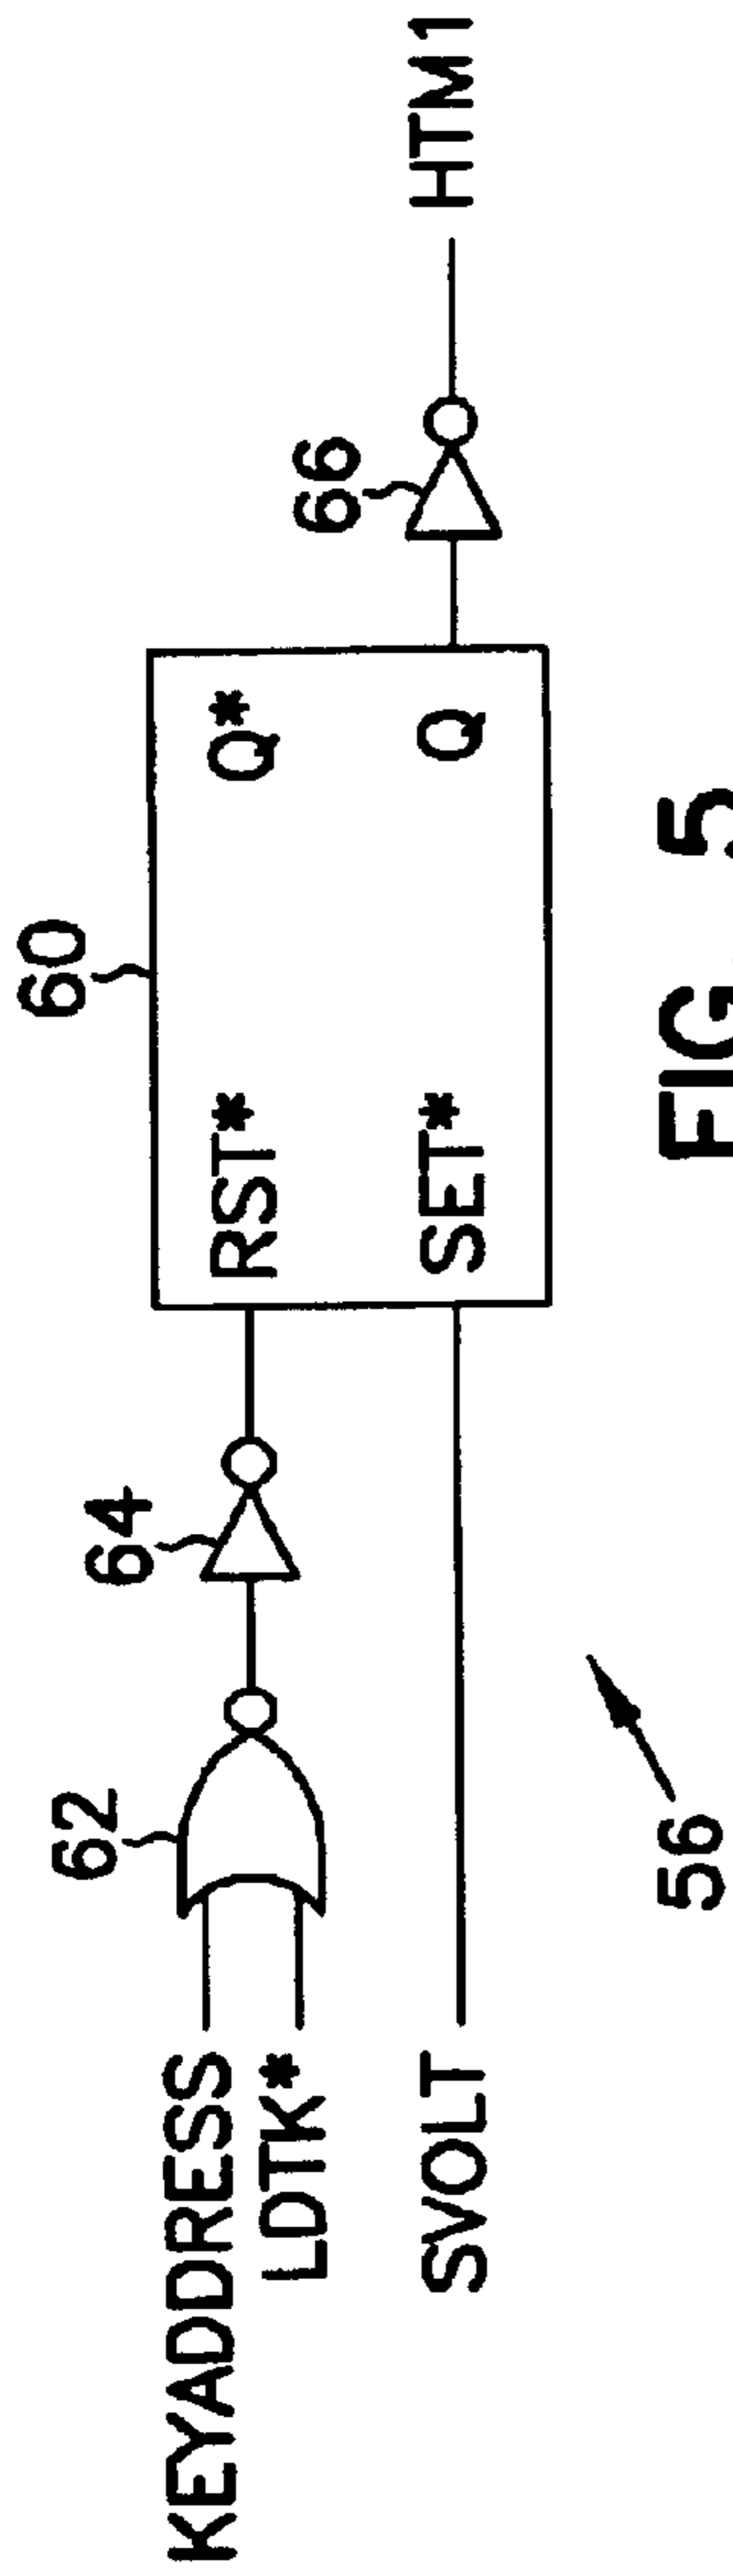 60
62
64
66
KEYADDRESS
LDTK*
RST*
Q*
SVOLT
SET*
Q
HTM1
56
FIG. 5